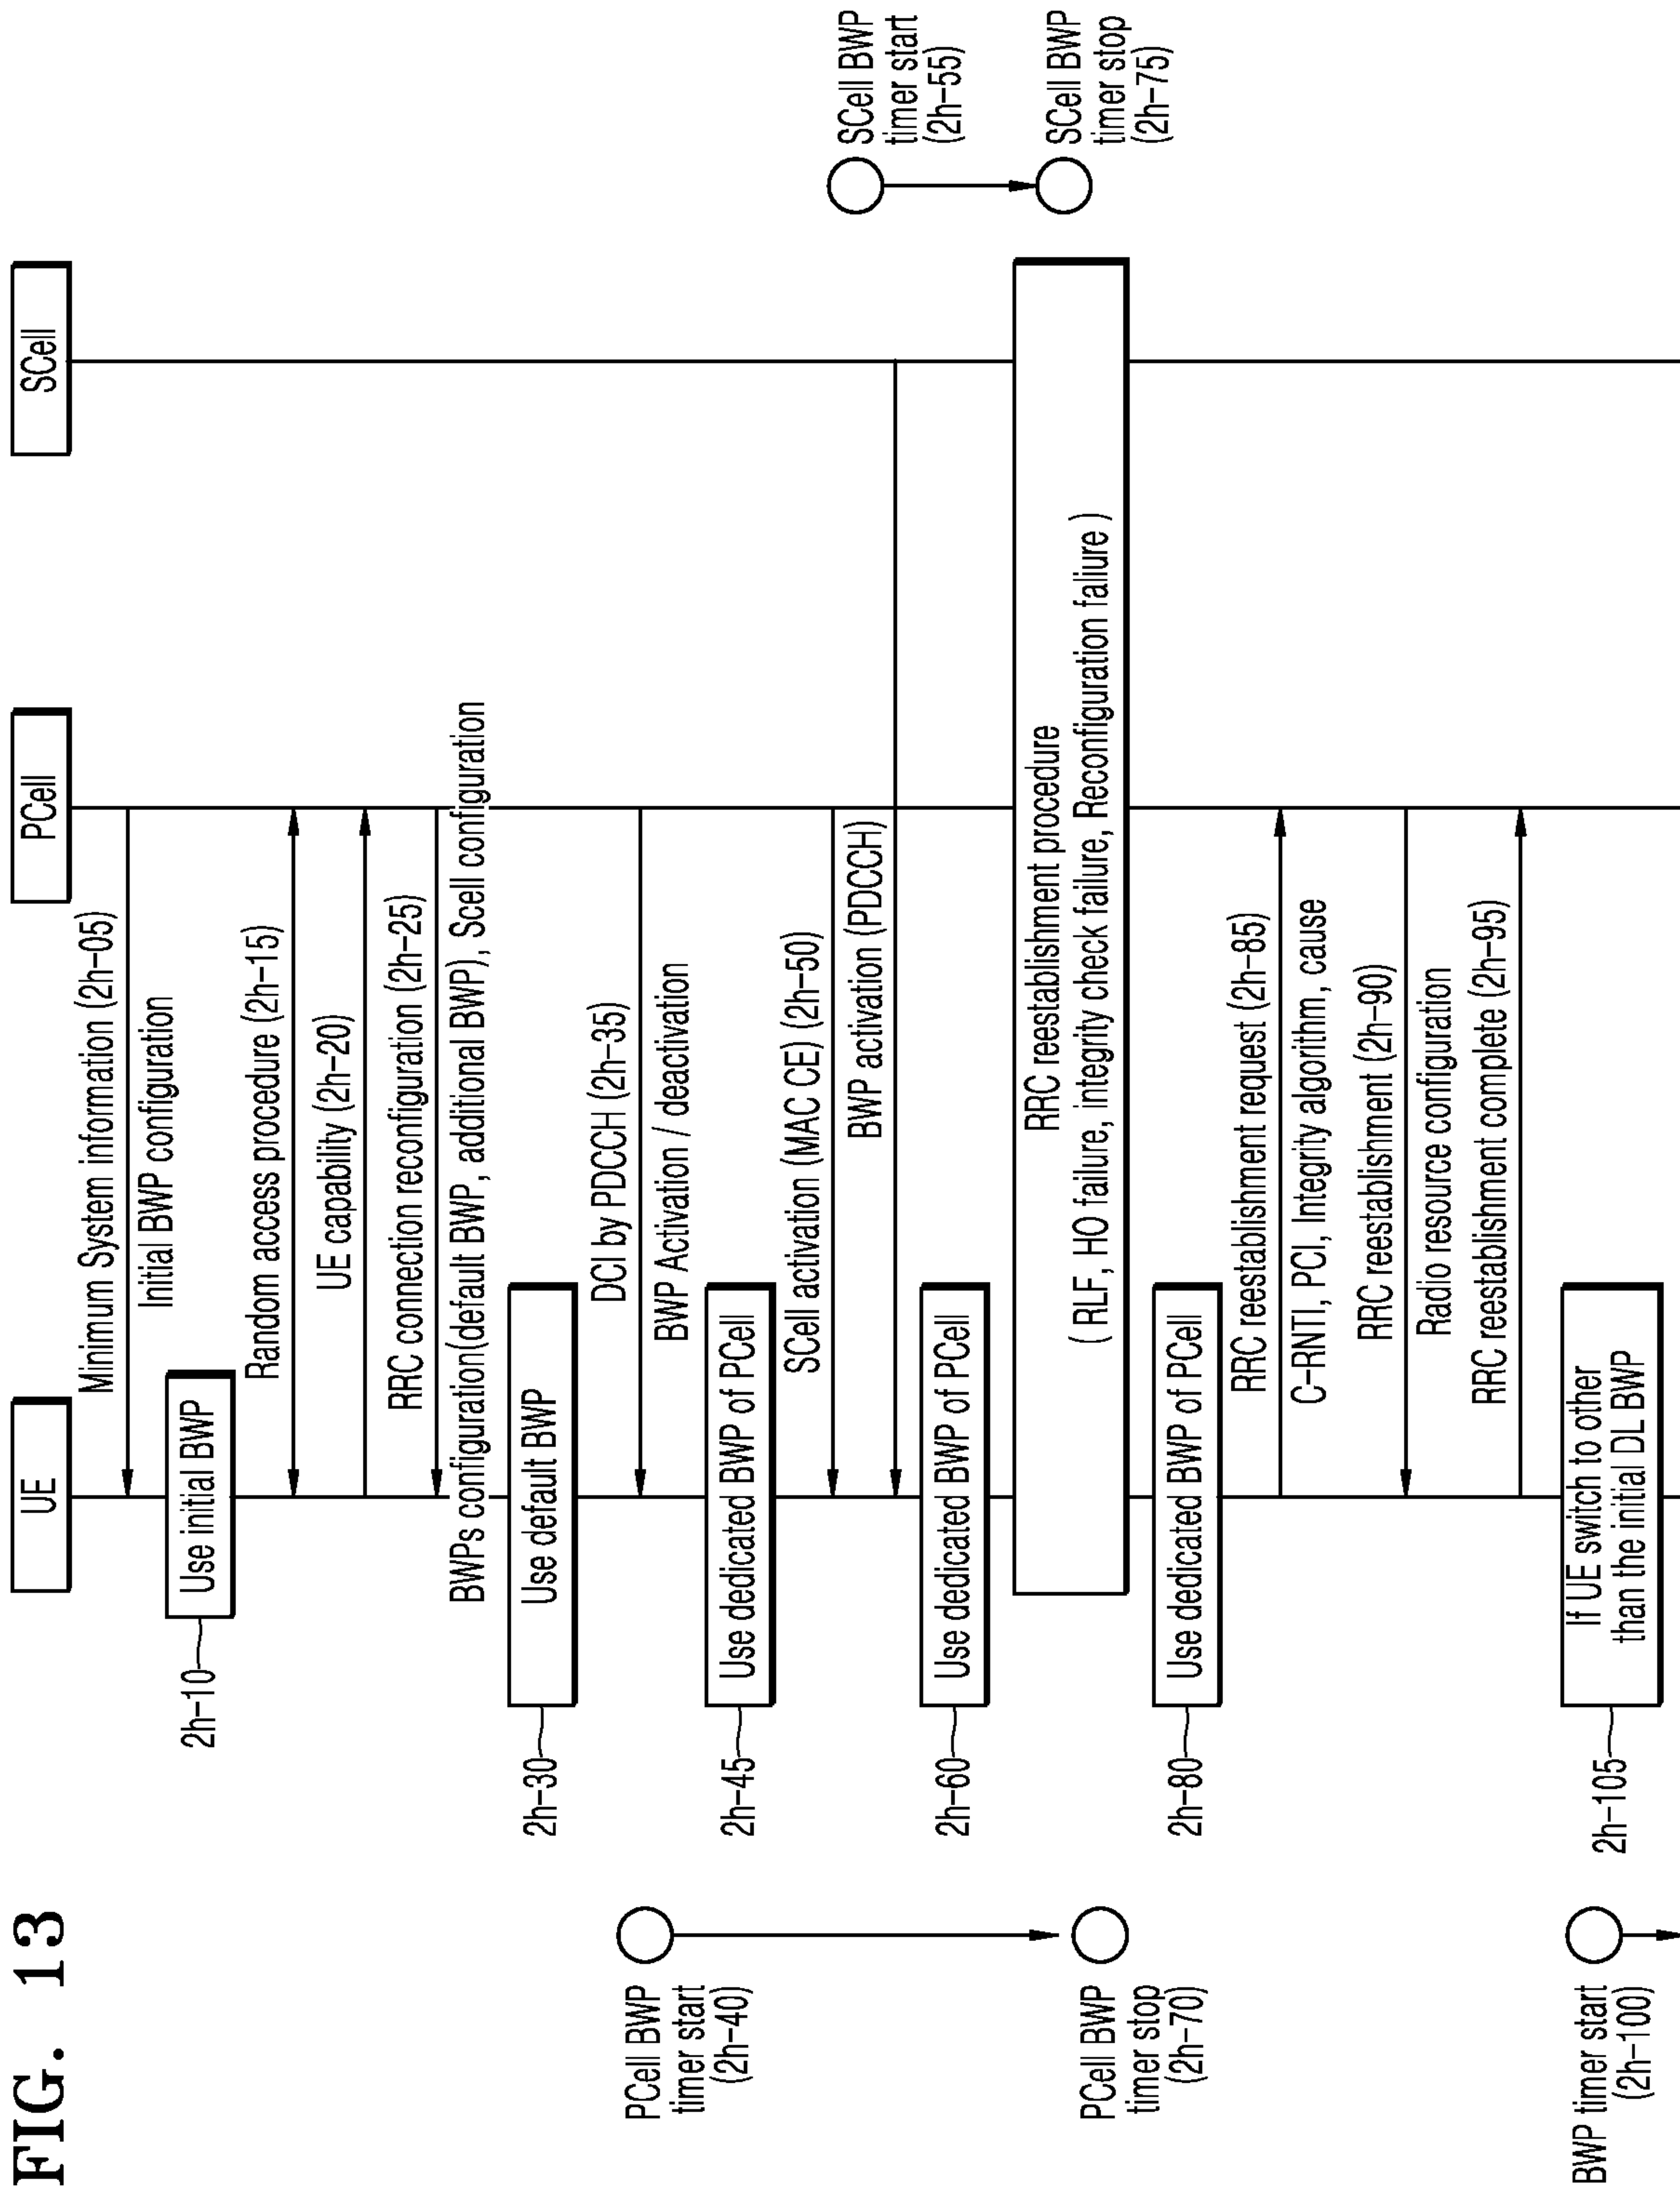 FIG. 13
UE
PCell
SCell
Minimum System information (2h-05)
Initial BWP configuration
2h-10
Use initial BWP
Random access procedure (2h-15)
UE capability (2h-20)
RRC connection reconfiguration (2h-25)
BWPs configuration(default BWP, additional BWP), Scell configuration
2h-30
Use default BWP
PCell BWP
timer start
(2h-40)
DCI by PDCCH (2h-35)
BWP Activation / deactivation
2h-45
Use dedicated BWP of PCell
SCell activation (MAC CE) (2h-50)
BWP activation (PDCCH)
SCell BWP
timer start
(2h-55)
2h-60
Use dedicated BWP of PCell
RRC reestablishment procedure
( RLF, HO failure, integrity check failure, Reconfiguration faliure )
SCell BWP
timer stop
(2h-75)
PCell BWP
timer stop
(2h-70)
2h-80
Use dedicated BWP of PCell
RRC reestablishment request (2h-85)
C-RNTI, PCI, Integrity algorithm, cause
RRC reestablishment (2h-90)
Radio resource configuration
RRC reestablishment complete (2h-95)
BWP timer start
(2h-100)
2h-105
If UE switch to other
than the initial DL BWP